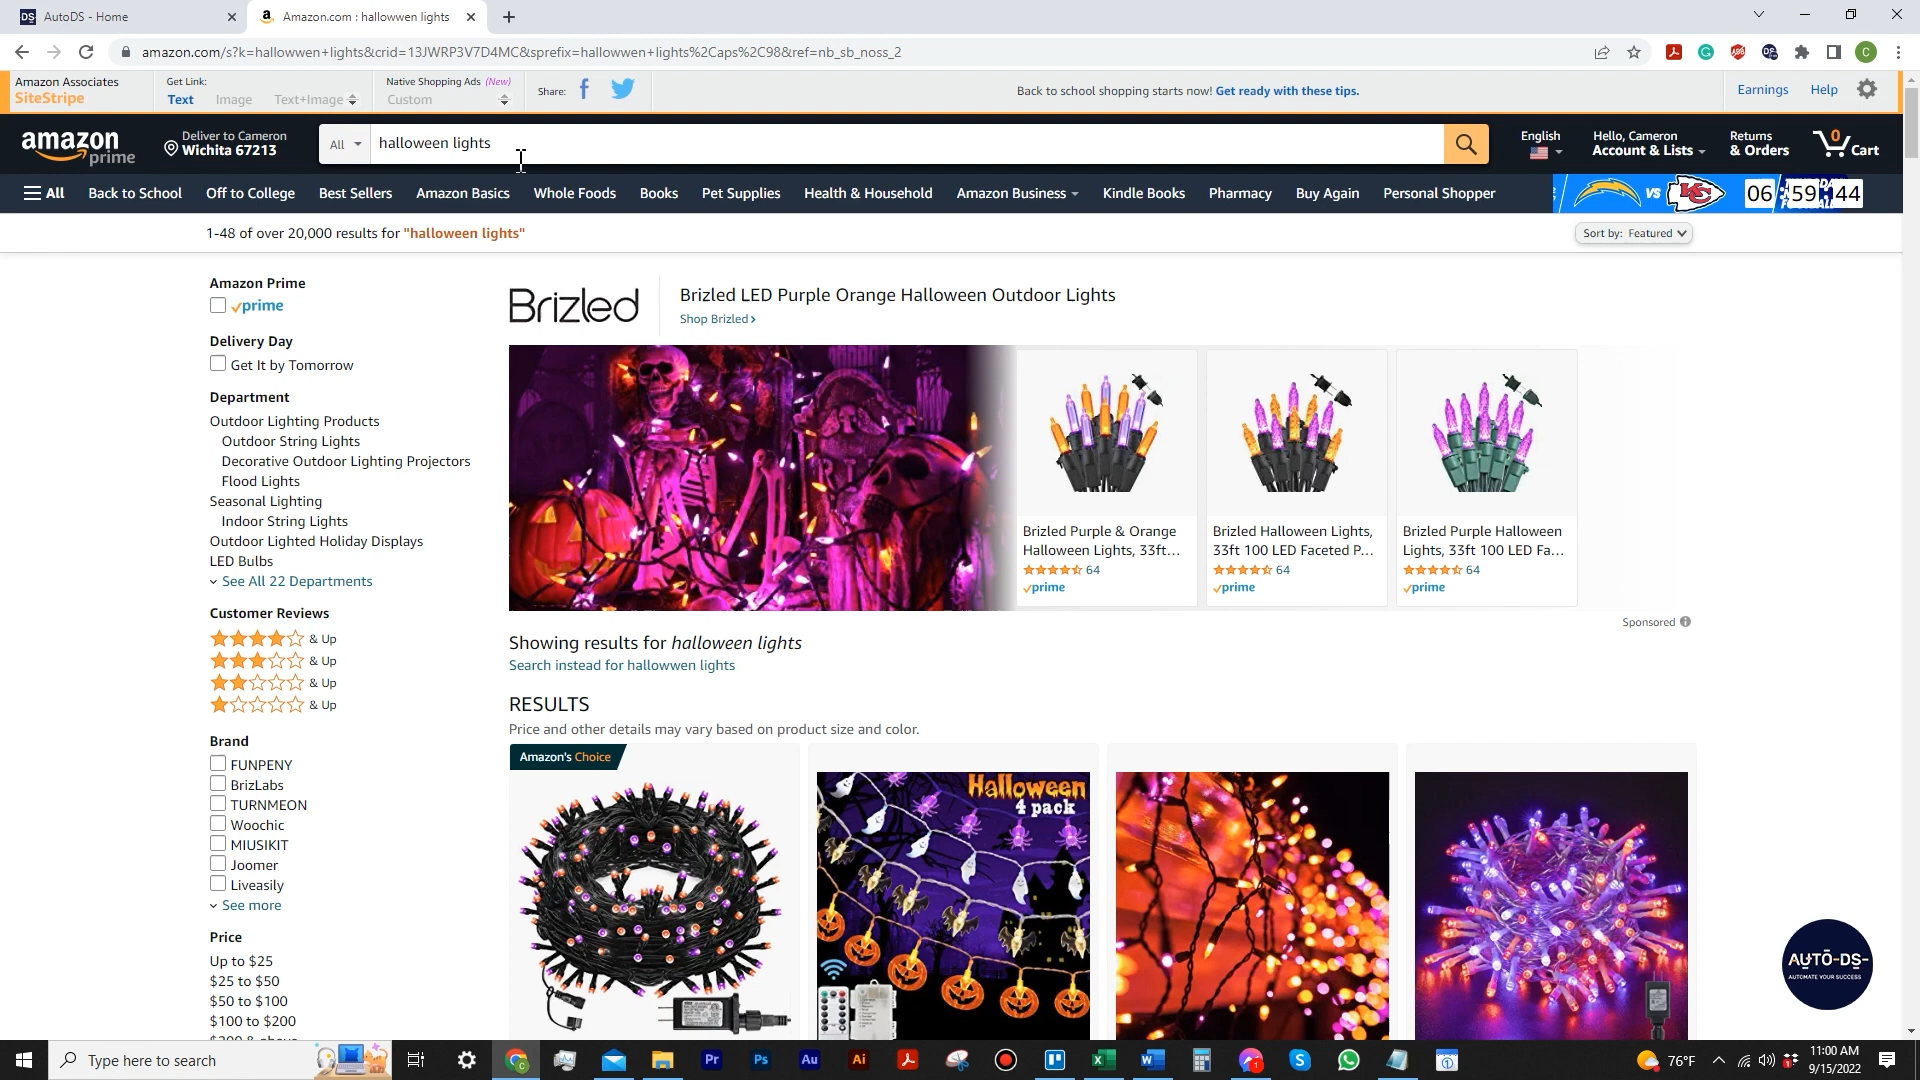 AutoDS - Home
Amazon.com : hallowwen lights
amazon.com/s?k=hallowwen+lights&crid=13JWRP3V7D4MC&sprefix=hallowwen+lights%2Caps%2C98&ref=nb_sb_noss_2
Amazon Associates
SiteStripe
Get Link:
Text Image Text+Image
Native Shopping Ads (New)
Custom
Share:
Back to school shopping starts now! Get ready with these tips.
Earnings Help
amazon
prime
Deliver to Cameron
Wichita 67213
All
halloween lights
English
Hello, Cameron
Account & Lists
Returns
& Orders
0
Cart
All Back to School Off to College Best Sellers Amazon Basics Whole Foods Books Pet Supplies Health & Household Amazon Business Kindle Books Pharmacy Buy Again Personal Shopper
VS
06 :59: 44
1-48 of over 20,000 results for "halloween lights"
Sort by: Featured
Amazon Prime
prime
Delivery Day
Get It by Tomorrow
Department
Outdoor Lighting Products
Outdoor String Lights
Decorative Outdoor Lighting Projectors
Flood Lights
Seasonal Lighting
Indoor String Lights
Outdoor Lighted Holiday Displays
LED Bulbs
See All 22 Departments
Customer Reviews
& Up
& Up
& Up
& Up
Brand
FUNPENY
BrizLabs
TURNMEON
Woochic
MIUSIKIT
Joomer
Liveasily
See more
Price
Up to $25
$25 to $50
$50 to $100
$100 to $200
$200 & above
Brizled
Brizled LED Purple Orange Halloween Outdoor Lights
Shop Brizled ›
Brizled Purple & Orange
Halloween Lights, 33ft...
64
prime
Brizled Halloween Lights,
33ft 100 LED Faceted P...
64
prime
Brizled Purple Halloween
Lights, 33ft 100 LED Fa...
64
prime
Sponsored
Showing results for halloween lights
Search instead for hallowwen lights
RESULTS
Price and other details may vary based on product size and color.
Amazon's Choice
Halloween
4 pack
AUTO-DS-
AUTOMATE YOUR SUCCESS
Type here to search
76°F
11:00 AM
9/15/2022